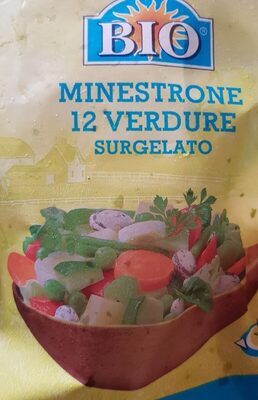 BIO®
MINESTRONE
12 VERDURE
SURGELATO